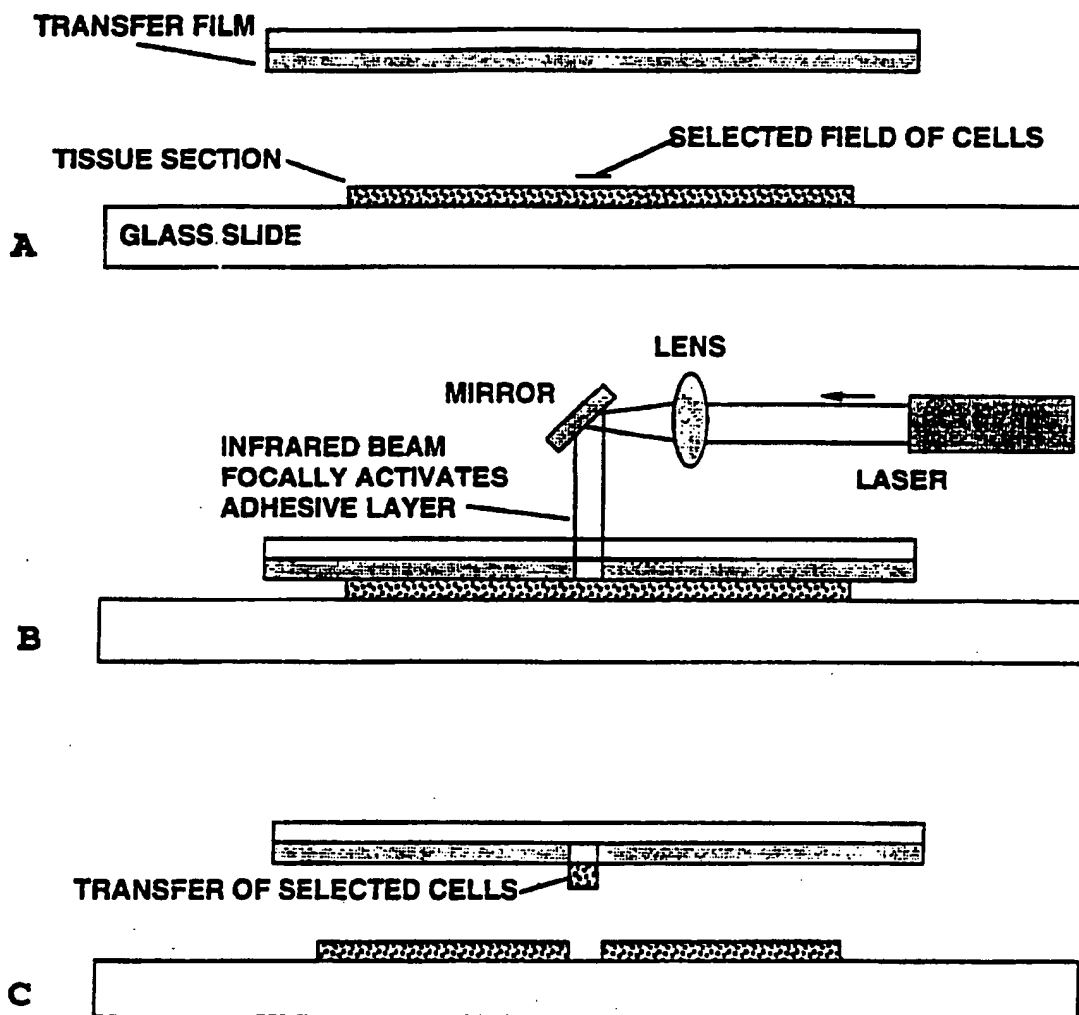 TRANSFER FILM
SELECTED FIELD OF CELLS
TISSUE SECTION
GLASS SLIDE
A
LENS
MIRROR
INFRARED BEAM
FOCALLY ACTIVATES
ADHESIVE LAYER
LASER
B
TRANSFER OF SELECTED CELLS
C